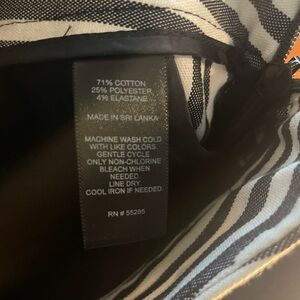 71% COTTON
25% POLYESTER
4% ELASTANE
MADE IN SRI LANKA
MACHINE WASH COLD
WITH LIKE COLORS.
GENTLE CYCLE
ONLY NON-CHLORINE
BLEACH WHEN
NEEDED
LINE DRY
COOL IRON IF NEEDED.
RN # 55285